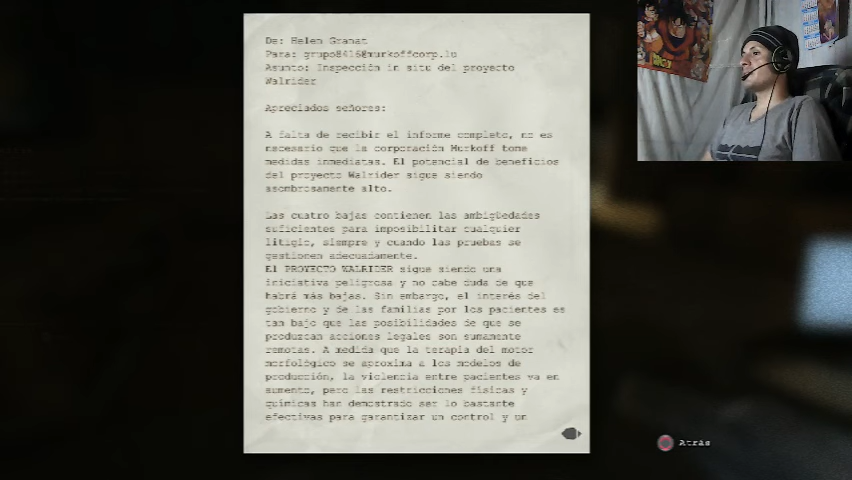 De: Helen Granat
Para: grupo8416@murkoffcorp.lu
Asunto: Inspección in situ del proyecto
Walrider
Apreciados señores:
A falta de recibir el informe completo, no es
necesario que la corporación Murkoff tome
medidas inmediatas. El potencial de beneficios
del proyecto Walrider sigue siendo
asombrosamente alto.
Las cuatro bajas contienen las ambigüedades
suficientes para imposibilitar cualquier
litigio, siempre y cuando las pruebas se
gestionen adecuadamente.
El PROYECTO WALRIDER sigue siendo una
iniciativa peligrosa y no cabe duda de que
habrá más bajas. Sin embargo, el interés del
gobierno y de las familias por los pacientes es
tan bajo que las posibilidades de que se
produzcan acciones legales son sumamente
remotas. A medida que la terapia del motor
morfológico se aproxima a los modelos de
producción, la violencia entre pacientes va en
aumento, pero las restricciones físicas y
químicas han demostrado ser lo bastante
efectivas para garantizar un control y un
Atrás